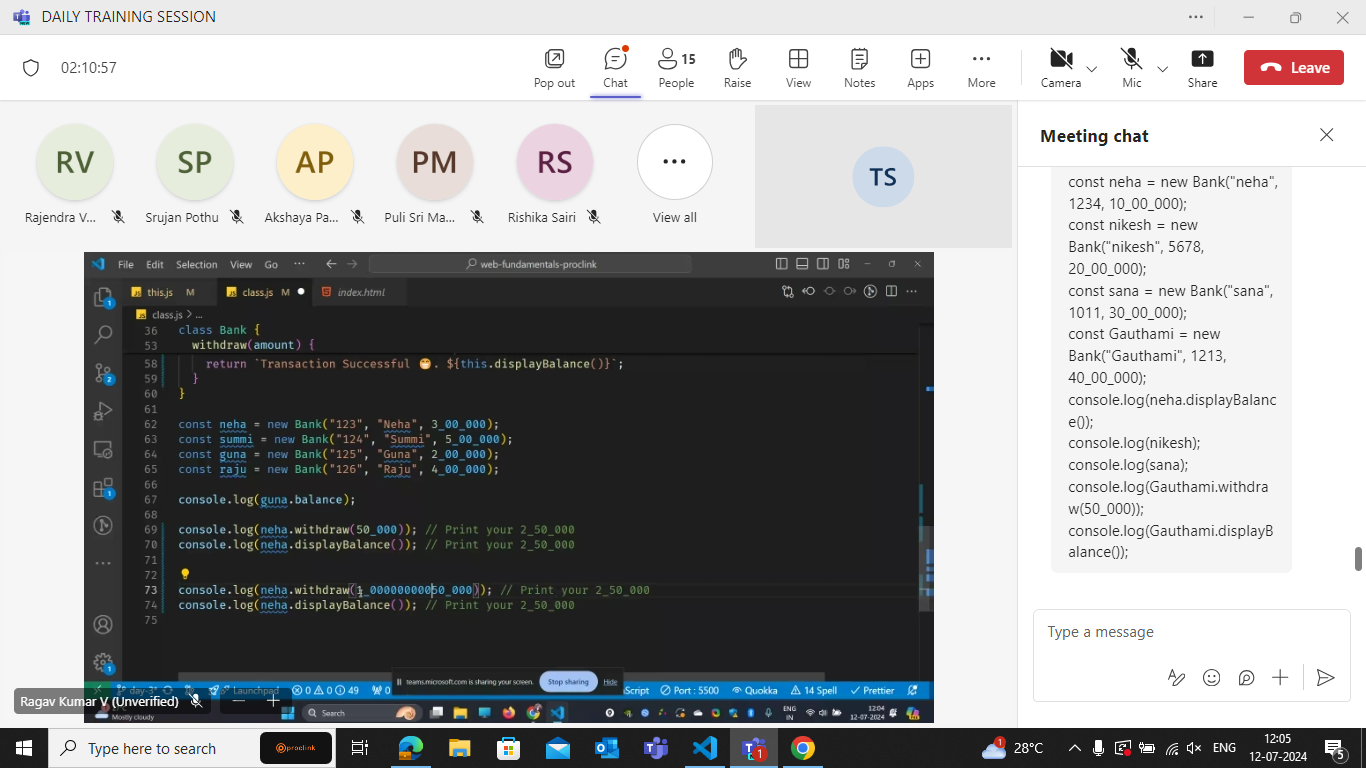 DAILY TRAINING SESSION
02:10:57
Pop out
Chat
15
People
Raise
View
Notes
Apps
More
Camera
Mic
Share
Leave
RV
SP
AP
PM
RS
TS
Rajendra V...
Srujan Pothu
Akshaya Pa...
Puli Sri Ma...
Rishika Sairi
View all
Meeting chat
const neha = new Bank("neha",
1234, 10_00_000);
const nikesh = new
Bank("nikesh", 5678,
20_00_000);
const sana = new Bank("sana",
1011, 30_00_000);
const Gauthami = new
Bank("Gauthami", 1213,
40_00_000);
console.log(neha.displayBalanc
e());
console.log(nikesh);
console.log(sana);
console.log(Gauthami.withdra
w(50_000));
console.log(Gauthami.displayB
alance());
Type a message
File Edit Selection View Go
web-fundamentals-proclink
this.js M
class.js M
index.html
class.js > ...
36 class Bank {
53 withdraw(amount) {
58 return `Transaction Successful 😁. ${this.displayBalance()}`;
59 }
60 }
61
62 const neha = new Bank("123", "Neha", 3_00_000);
63 const summi = new Bank("124", "Summi", 5_00_000);
64 const guna = new Bank("125", "Guna", 2_00_000);
65 const raju = new Bank("126", "Raju", 4_00_000);
66
67 console.log(guna.balance);
68
69 console.log(neha.withdraw(50_000)); // Print your 2_50_000
70 console.log(neha.displayBalance()); // Print your 2_50_000
71
72
73 console.log(neha.withdraw(1_000000000050_000)); // Print your 2_50_000
74 console.log(neha.displayBalance()); // Print your 2_50_000
75
teams.microsoft.com is sharing your screen. Stop sharing Hide
day-3* Launchpad 0 0 49 Script Port : 5500 Quokka 14 Spell Prettier
Ragav Kumar V (Unverified)
Mostly cloudy
Search
ENG
IN
12:04
12-07-2024
Type here to search
proclink
1
28°C
ENG
12:05
12-07-2024
5